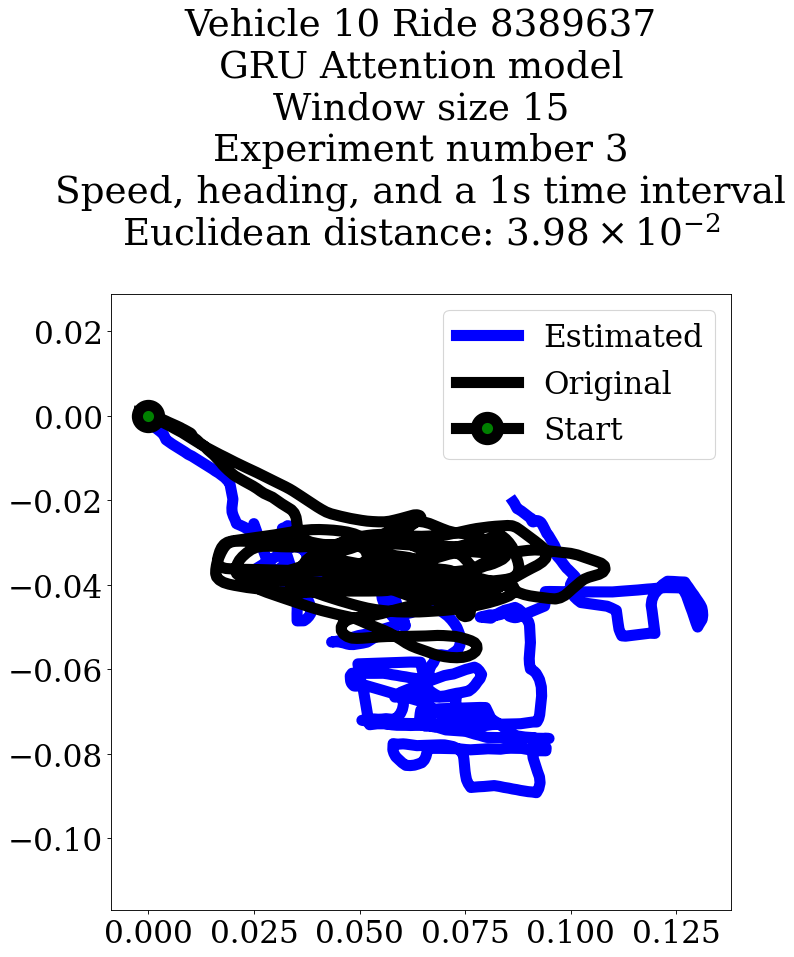 Vehicle 10 Ride 8389637
GRU Attention model
Window size 15
Experiment number 3
Speed, heading, and a 1s time interval
Euclidean distance: 3.98 × 10⁻²
Estimated
Original
Start
0.02
0.00
−0.02
−0.04
−0.06
−0.08
−0.10
0.000 0.025 0.050 0.075 0.100 0.125